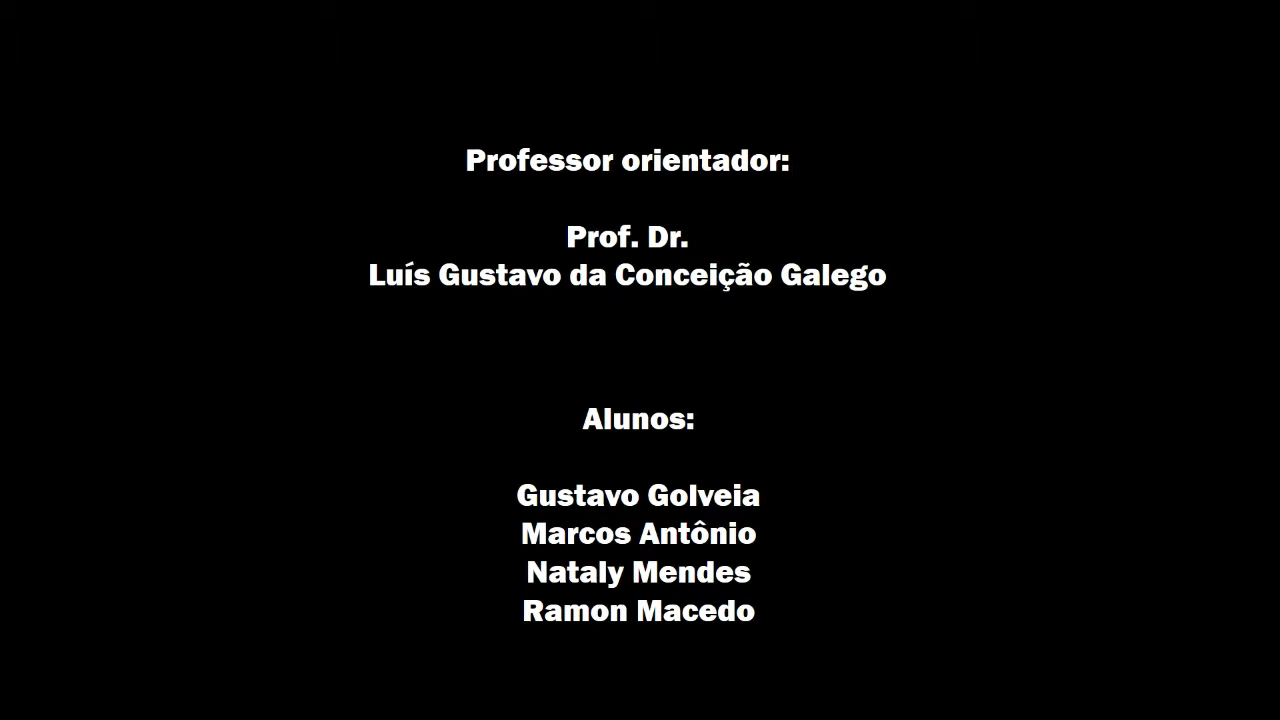 Professor orientador:
Prof. Dr.
Luís Gustavo da Conceição Galego
Alunos:
Gustavo Golveia
Marcos Antônio
Nataly Mendes
Ramon Macedo